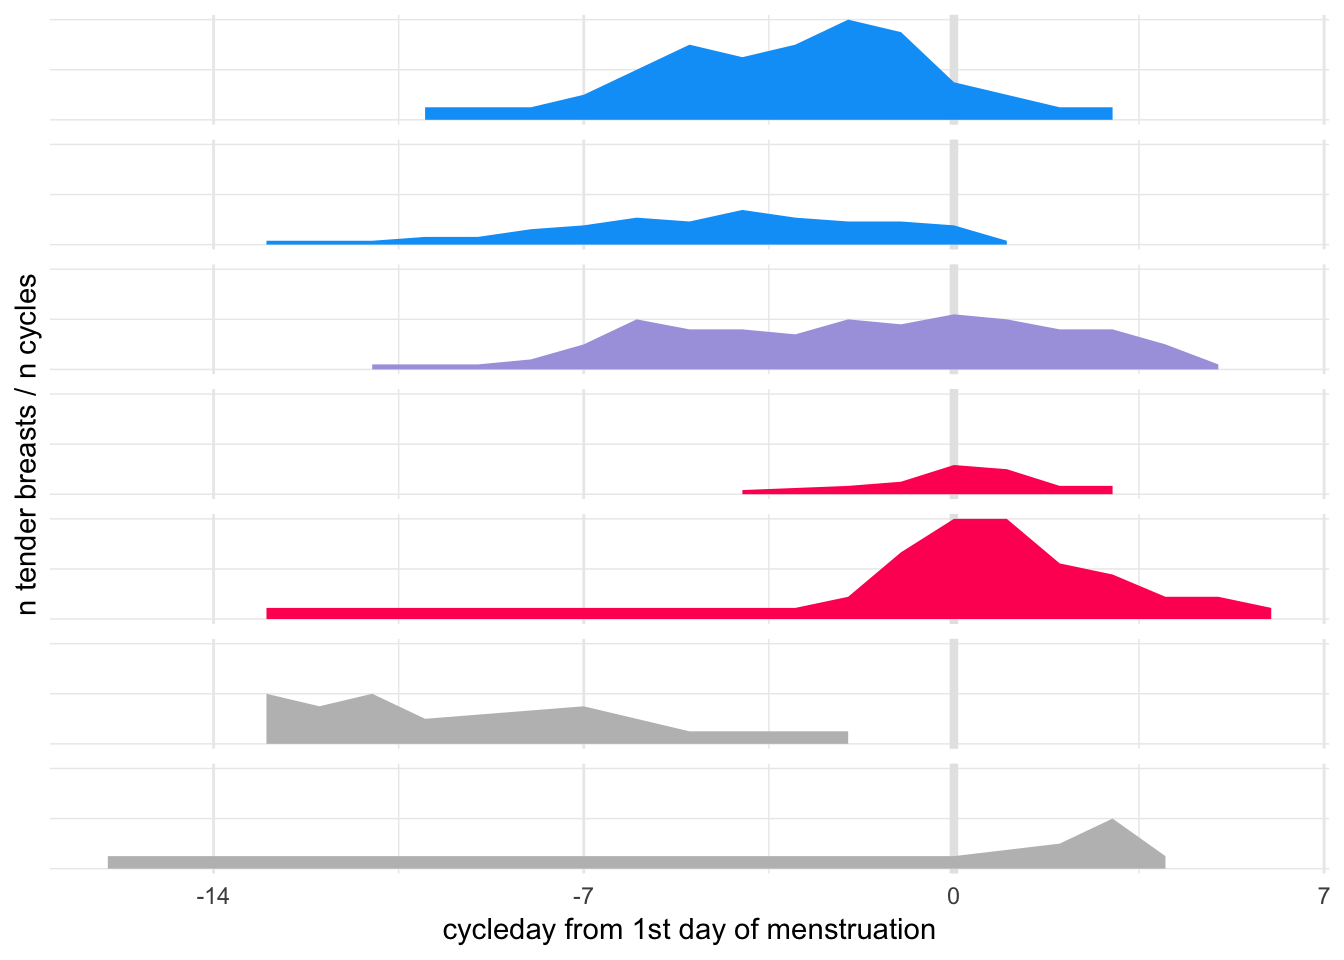 n tender breasts / n cycles
-14
-7
0
7
cycleday from 1st day of menstruation